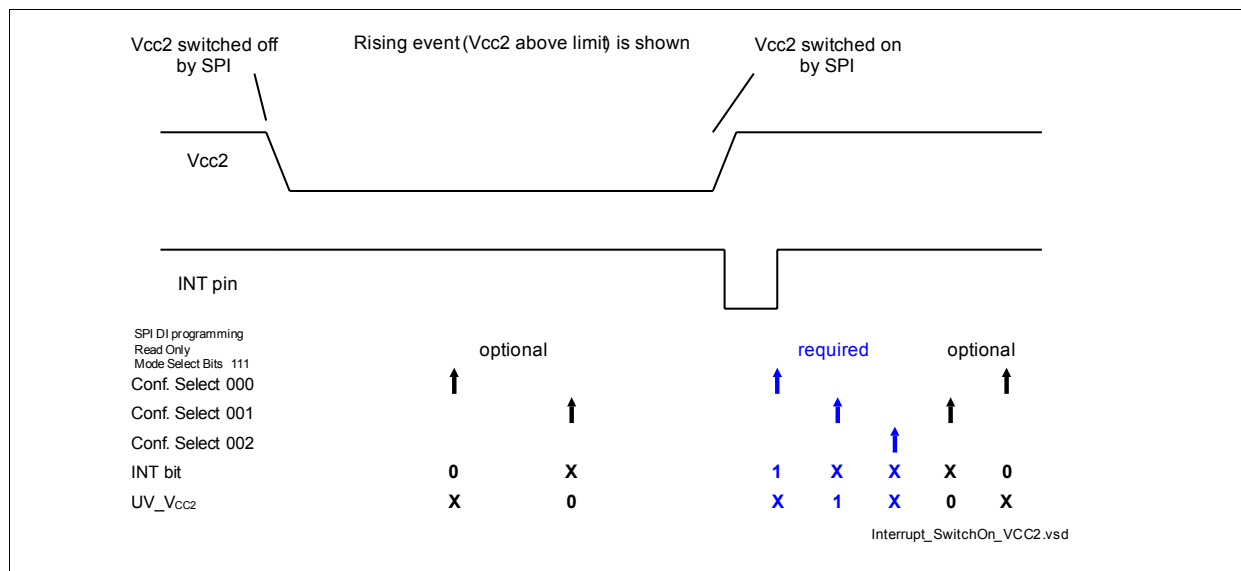 Vcc2 switched off
by SPI
Rising event (Vcc2 above limit) is shown
Vcc2 switched on
by SPI
Vcc2
INT pin
SPI DI programming
Read Only
Mode Select Bits 111
optional required optional
Conf. Select 000
Conf. Select 001
Conf. Select 002
INT bit 0 X 1 X X X 0
UV_VCC2 X 0 X 1 X 0 X
Interrupt_SwitchOn_VCC2.vsd